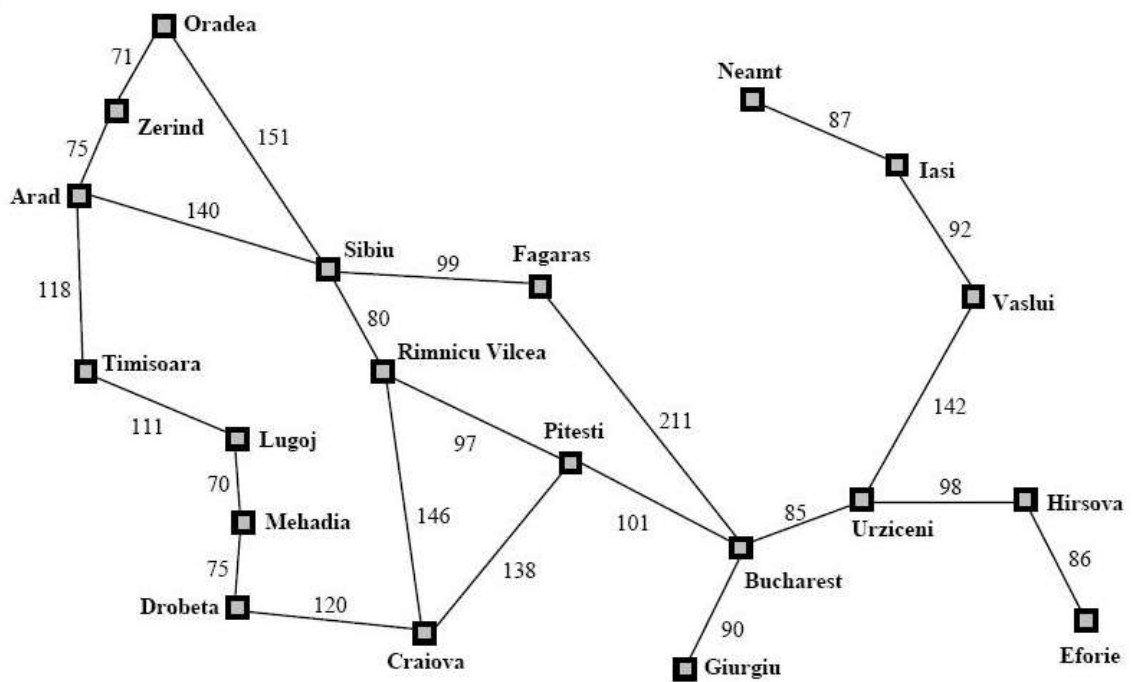 Oradea
71
Neamt
Zerind
87
151
75
Iasi
Arad
140
92
Sibiu
Fagaras
99
118
Vaslui
80
Timisoara
Rimnicu Vilcea
142
111
Pitesti
211
Lugoj
97
70
98
Hirsova
146
85
Mehadia
101
Urziceni
86
75
138
Bucharest
Drobeta
120
90
Eforie
Craiova
Giurgiu